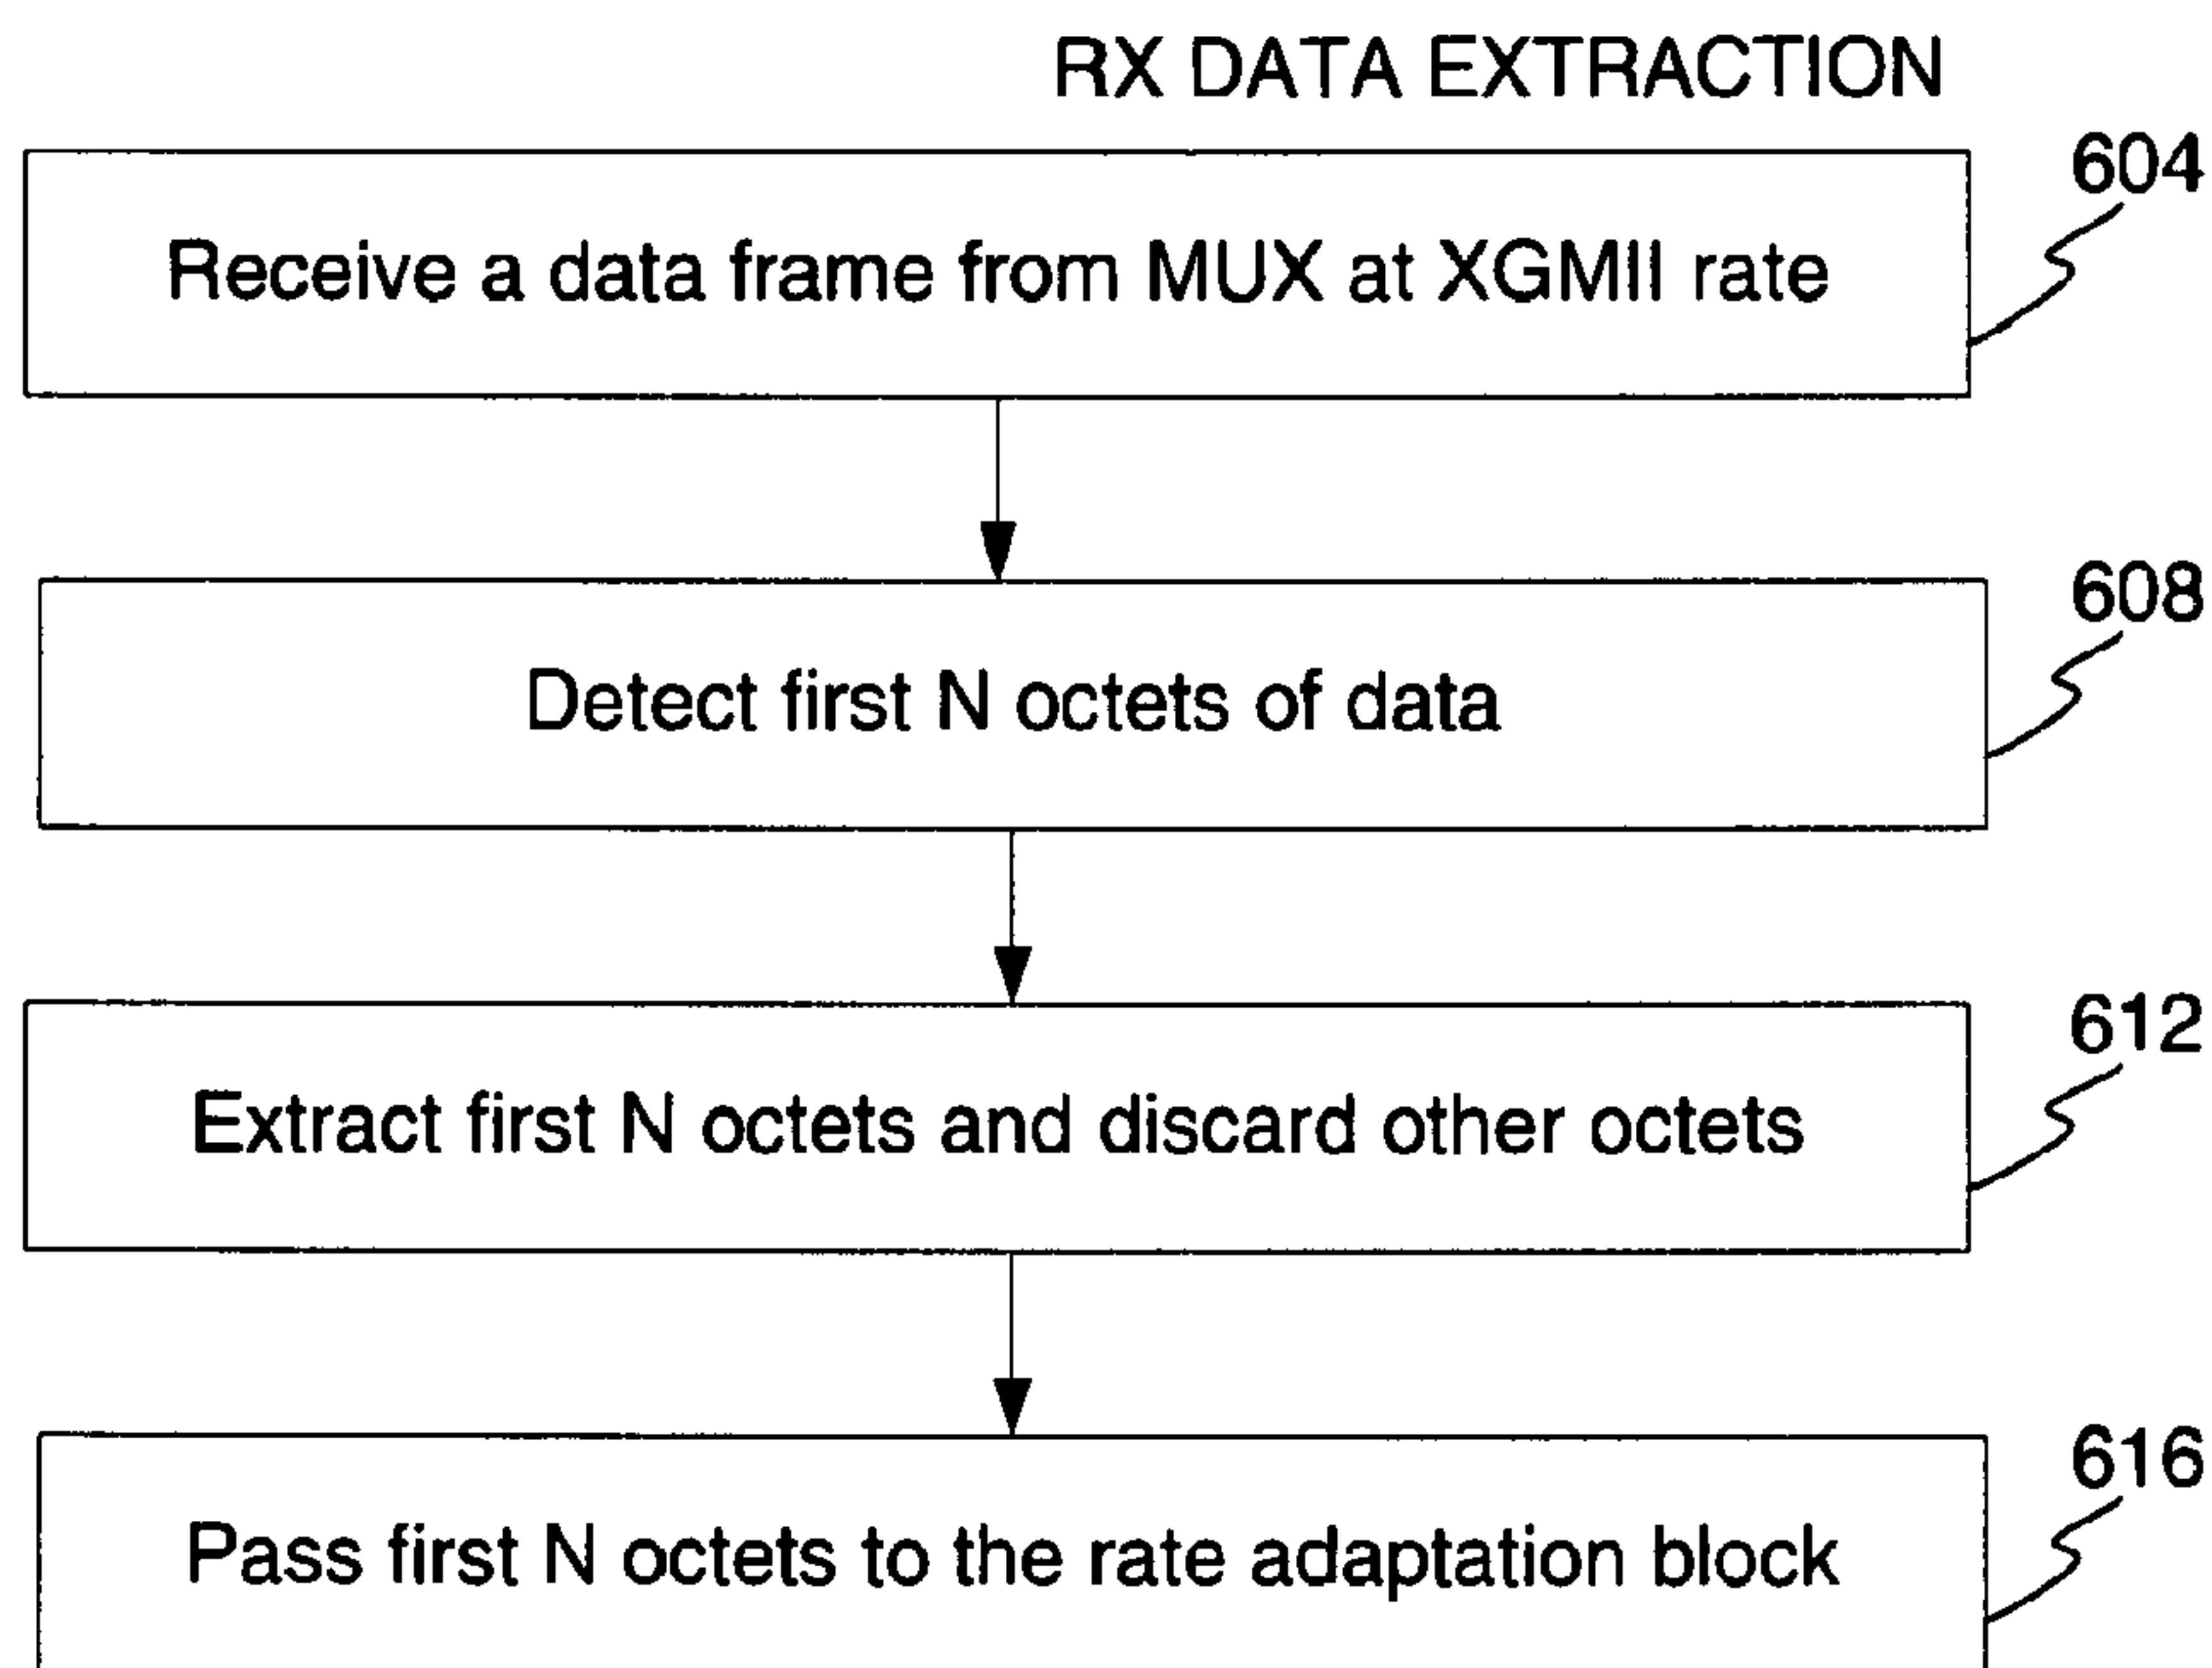 RX DATA EXTRACTION
604
Receive a data frame from MUX at XGMII rate
608
Detect first N octets of data
612
Extract first N octets and discard other octets
616
Pass first N octets to the rate adaptation block